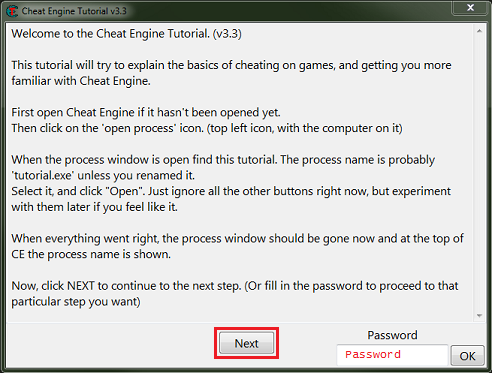 Cheat Engine Tutorial v3.3
Welcome to the Cheat Engine Tutorial. (v3.3)
This tutorial will try to explain the basics of cheating on games, and getting you more
familiar with Cheat Engine.
First open Cheat Engine if it hasn't been opened yet.
Then click on the 'open process' icon. (top left icon, with the computer on it)
When the process window is open find this tutorial. The process name is probably
'tutorial.exe' unless you renamed it.
Select it, and click "Open". Just ignore all the other buttons right now, but experiment
with them later if you feel like it.
When everything went right, the process window should be gone now and at the top of
CE the process name is shown.
Now, click NEXT to continue to the next step. (Or fill in the password to proceed to that
particular step you want)
Next
Password
Password
OK